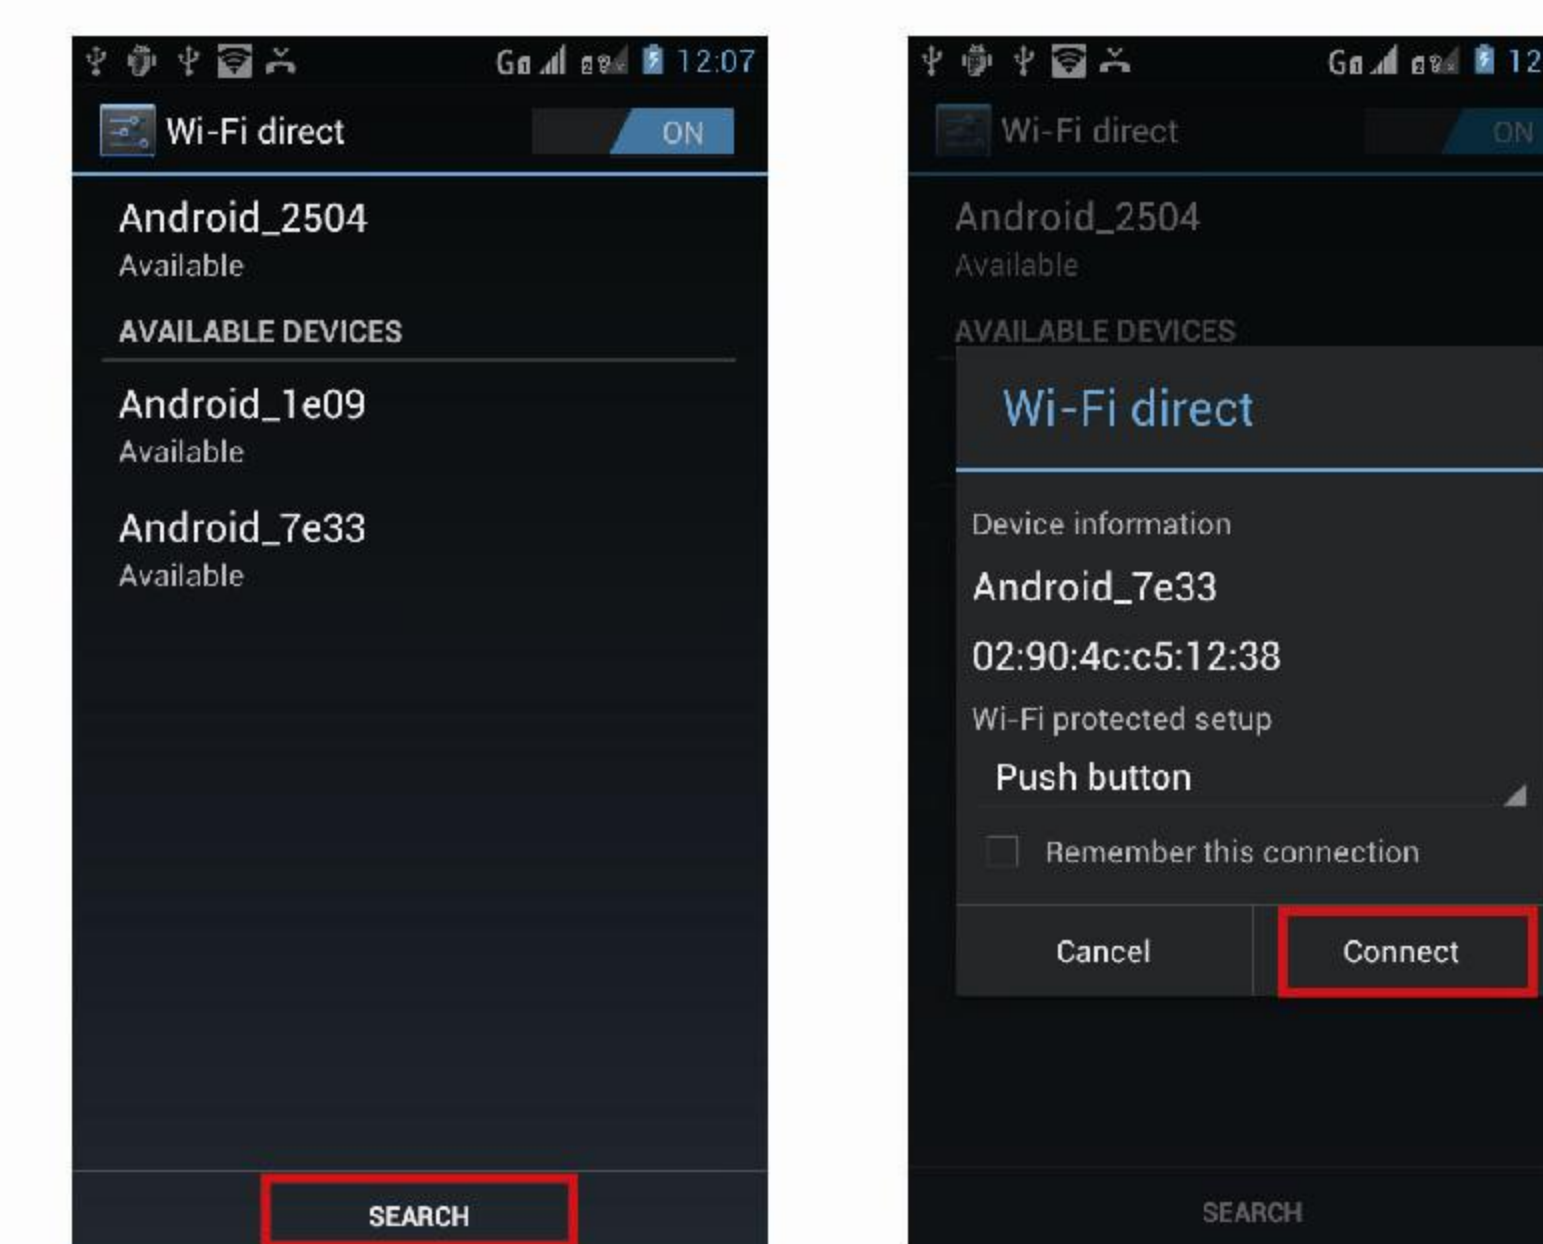 12:07
Wi-Fi direct
ON
Android_2504
Available
AVAILABLE DEVICES
Android_1e09
Available
Android_7e33
Available
SEARCH
12
Wi-Fi direct
ON
Android_2504
Available
AVAILABLE DEVICES
Wi-Fi direct
Device information
Android_7e33
02:90:4c:c5:12:38
Wi-Fi protected setup
Push button
Remember this connection
Cancel Connect
SEARCH